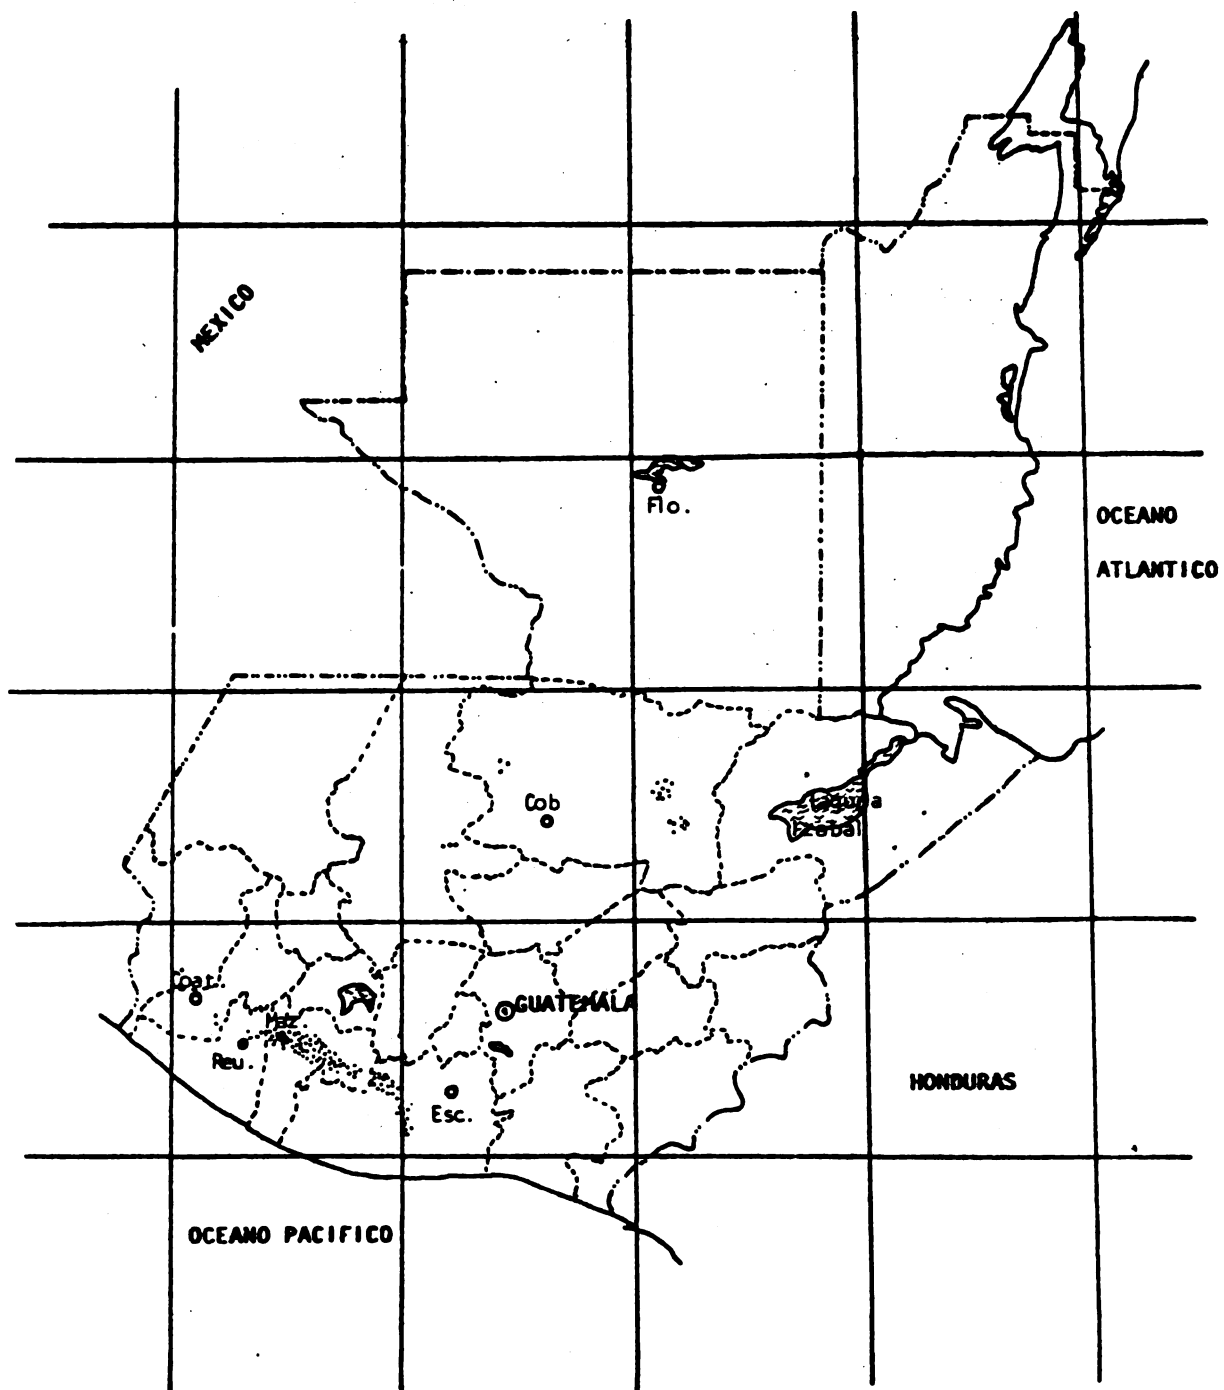 MEXICO
Flo.
OCEANO
ATLANTICO
Cob
Laguna
Izabal
Coat.
GUATEMALA
Maz.
Reu.
Esc.
HONDURAS
OCEANO PACIFICO